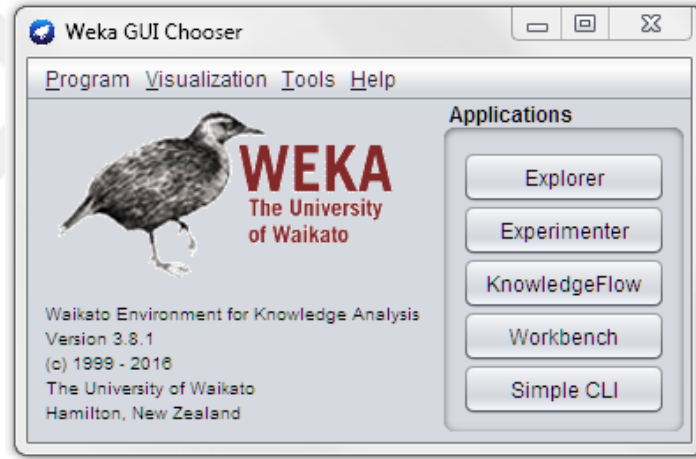 Weka GUI Chooser
Program Visualization Tools Help
WEKA
The University
of Waikato
Waikato Environment for Knowledge Analysis
Version 3.8.1
(c) 1999 - 2016
The University of Waikato
Hamilton, New Zealand
Applications
Explorer
Experimenter
KnowledgeFlow
Workbench
Simple CLI